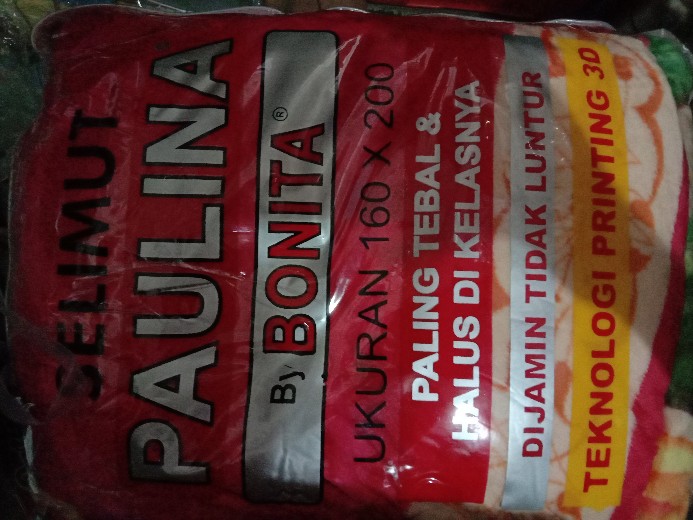 SELIMUT
PAULINA
By BONITA®
UKURAN 160 X 200
PALING TEBAL &
HALUS DI KELASNYA
DIJAMIN TIDAK LUNTUR
TEKNOLOGI PRINTING 3D